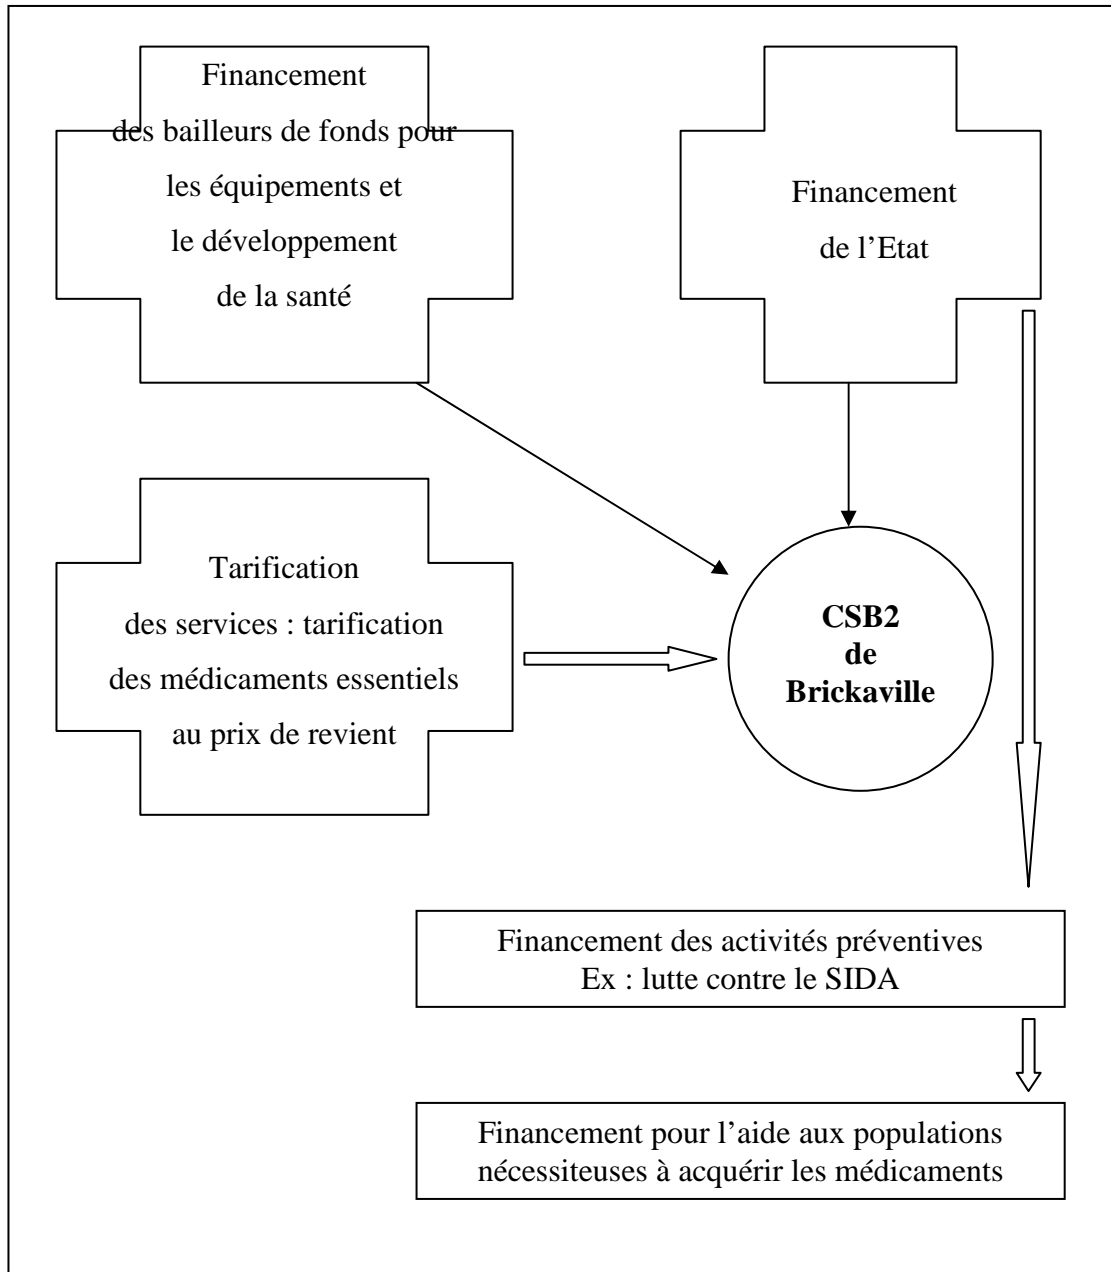 Financement
des bailleurs de fonds pour
les équipements et
le développement
de la santé
Financement
de l’Etat
Tarification
des services : tarification
des médicaments essentiels
au prix de revient
CSB2
de
Brickaville
Financement des activités préventives
Ex : lutte contre le SIDA
Financement pour l’aide aux populations
nécessiteuses à acquérir les médicaments